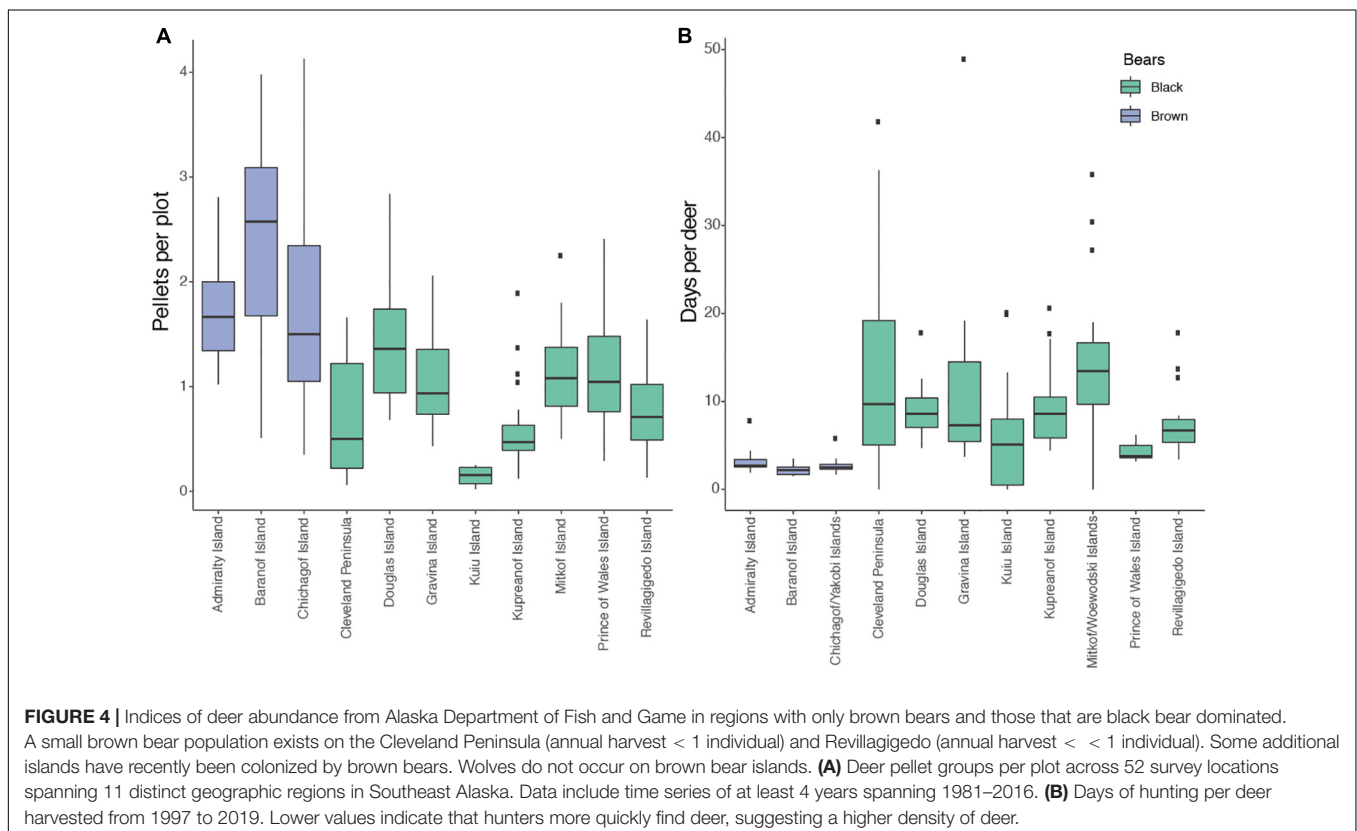 A
Pellets per plot
4
3
2
1
0
Admiralty Island
Baranof Island
Chichagof Island
Cleveland Peninsula
Douglas Island
Gravina Island
Kuiu Island
Kupreanof Island
Mitkof Island
Prince of Wales Island
Revillagigedo Island
B
Days per deer
50
40
30
20
10
0
Bears
Black
Brown
Admiralty Island
Baranof Island
Chichagof/Yakobi Islands
Cleveland Peninsula
Douglas Island
Gravina Island
Kuiu Island
Kupreanof Island
Mitkof/Woewodski Islands
Prince of Wales Island
Revillagigedo Island
FIGURE 4 | Indices of deer abundance from Alaska Department of Fish and Game in regions with only brown bears and those that are black bear dominated.
A small brown bear population exists on the Cleveland Peninsula (annual harvest < 1 individual) and Revillagigedo (annual harvest < < 1 individual). Some additional
islands have recently been colonized by brown bears. Wolves do not occur on brown bear islands. (A) Deer pellet groups per plot across 52 survey locations
spanning 11 distinct geographic regions in Southeast Alaska. Data include time series of at least 4 years spanning 1981–2016. (B) Days of hunting per deer
harvested from 1997 to 2019. Lower values indicate that hunters more quickly find deer, suggesting a higher density of deer.